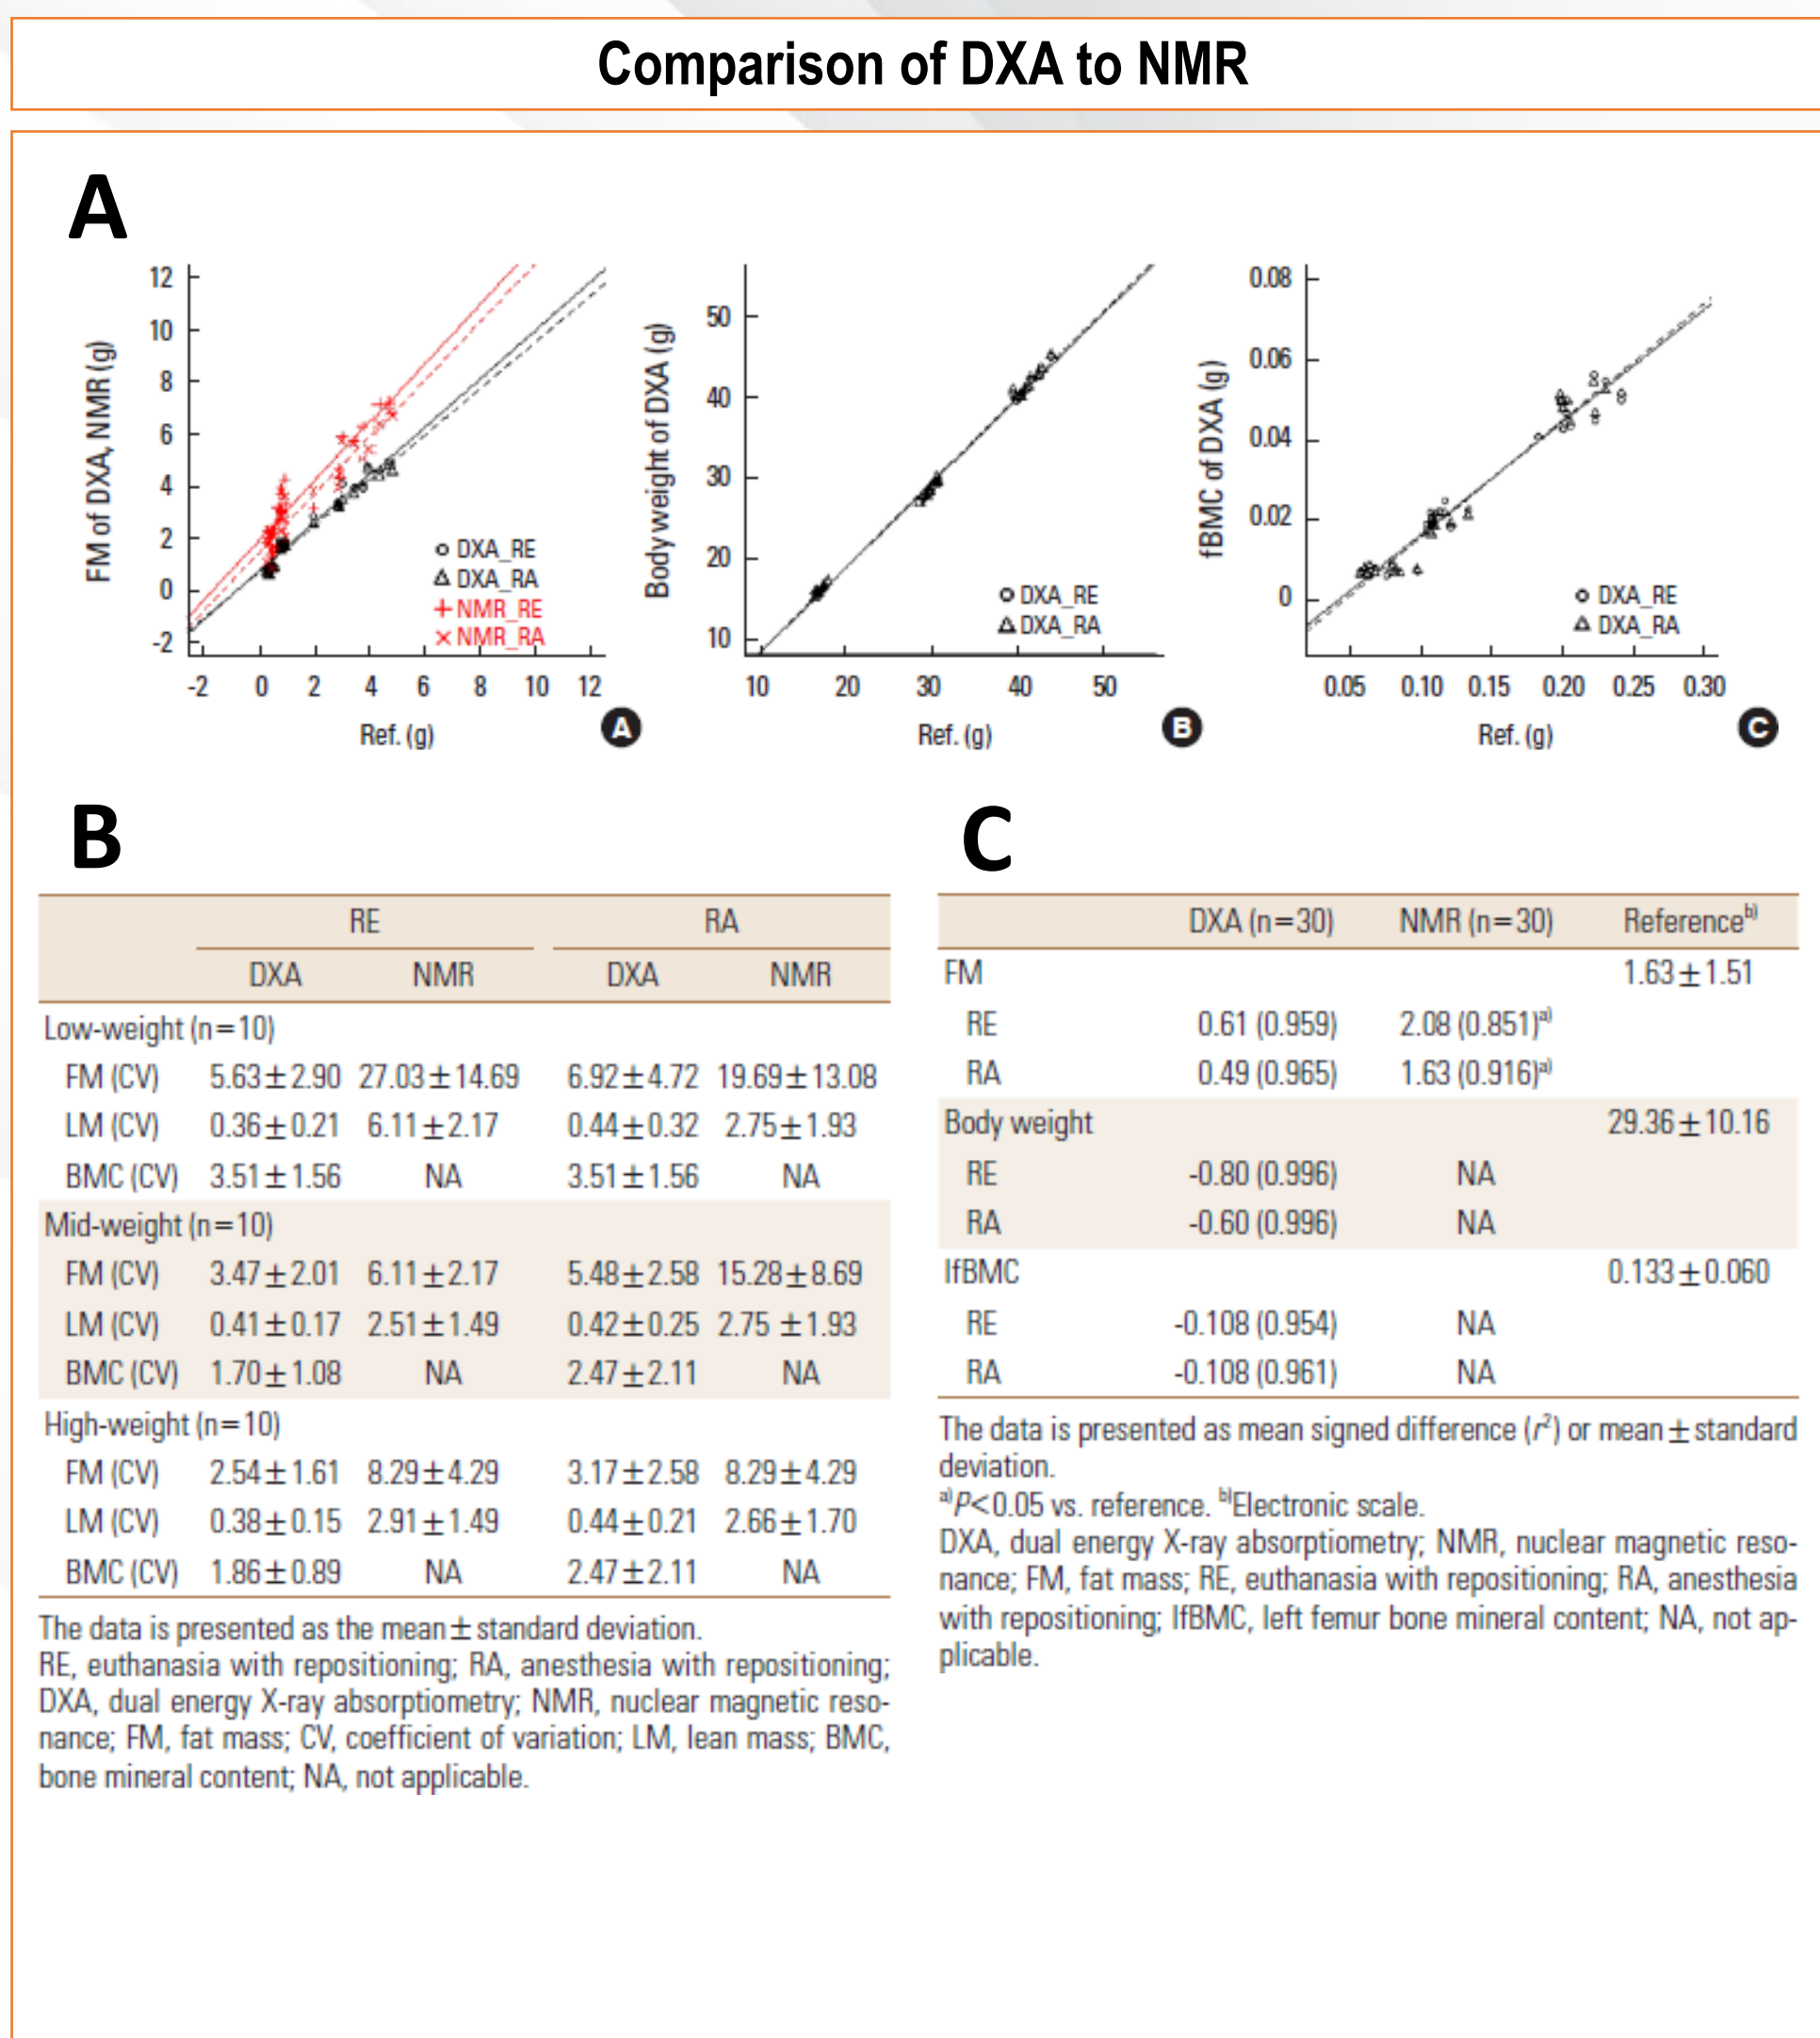 Comparison of DXA to NMR
A
FM of DXA, NMR (g)
12
10
8
6
4
2
0
-2
DXA_RE
DXA_RA
NMR_RE
NMR_RA
-2 0 2 4 6 8 10 12
Ref. (g)
A
Body weight of DXA (g)
50
40
30
20
10
DXA_RE
DXA_RA
10 20 30 40 50
Ref. (g)
B
fBMC of DXA (g)
0.08
0.06
0.04
0.02
0
DXA_RE
DXA_RA
0.05 0.10 0.15 0.20 0.25 0.30
Ref. (g)
C
B
RE RA
DXA NMR DXA NMR
Low-weight (n=10)
FM (CV) 5.63±2.90 27.03±14.69 6.92±4.72 19.69±13.08
LM (CV) 0.36±0.21 6.11±2.17 0.44±0.32 2.75±1.93
BMC (CV) 3.51±1.56 NA 3.51±1.56 NA
Mid-weight (n=10)
FM (CV) 3.47±2.01 6.11±2.17 5.48±2.58 15.28±8.69
LM (CV) 0.41±0.17 2.51±1.49 0.42±0.25 2.75 ±1.93
BMC (CV) 1.70±1.08 NA 2.47±2.11 NA
High-weight (n=10)
FM (CV) 2.54±1.61 8.29±4.29 3.17±2.58 8.29±4.29
LM (CV) 0.38±0.15 2.91±1.49 0.44±0.21 2.66±1.70
BMC (CV) 1.86±0.89 NA 2.47±2.11 NA
The data is presented as the mean±standard deviation.
RE, euthanasia with repositioning; RA, anesthesia with repositioning;
DXA, dual energy X-ray absorptiometry; NMR, nuclear magnetic reso-
nance; FM, fat mass; CV, coefficient of variation; LM, lean mass; BMC,
bone mineral content; NA, not applicable.
C
DXA (n=30) NMR (n=30) Reference b)
FM 1.63±1.51
RE 0.61 (0.959) 2.08 (0.851)a)
RA 0.49 (0.965) 1.63 (0.916)a)
Body weight 29.36±10.16
RE -0.80 (0.996) NA
RA -0.60 (0.996) NA
lfBMC 0.133±0.060
RE -0.108 (0.954) NA
RA -0.108 (0.961) NA
The data is presented as mean signed difference (r²) or mean±standard
deviation.
a)P<0.05 vs. reference. b)Electronic scale.
DXA, dual energy X-ray absorptiometry; NMR, nuclear magnetic reso-
nance; FM, fat mass; RE, euthanasia with repositioning; RA, anesthesia
with repositioning; lfBMC, left femur bone mineral content; NA, not ap-
plicable.